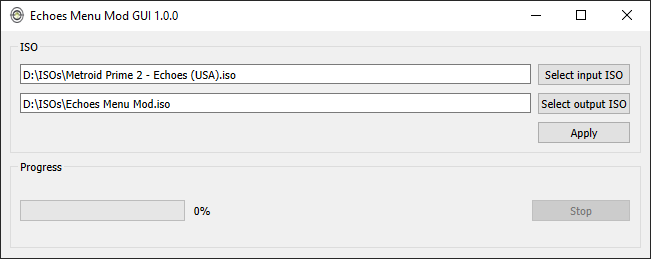 Echoes Menu Mod GUI 1.0.0
ISO
D:\ISOs\Metroid Prime 2 - Echoes (USA).iso
Select input ISO
D:\ISOs\Echoes Menu Mod.iso
Select output ISO
Apply
Progress
0%
Stop